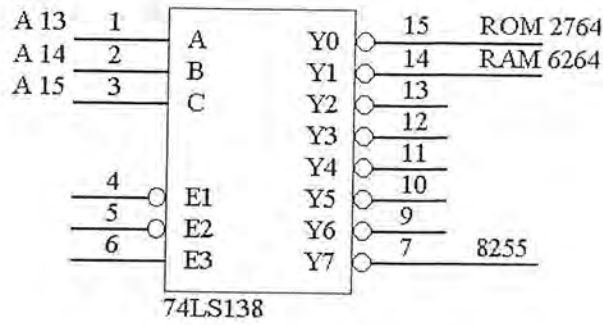 A 13 1 A Y0 15 ROM 2764
A 14 2 B Y1 14 RAM 6264
A 15 3 C Y2 13
Y3 12
Y4 11
4 E1 Y5 10
5 E2 Y6 9
6 E3 Y7 7 8255
74LS138